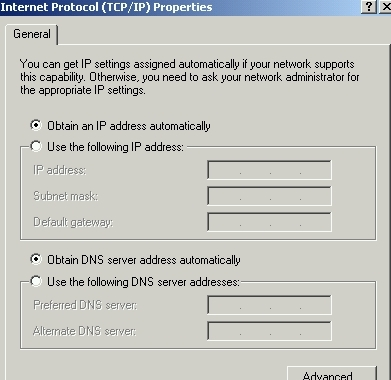 Internet Protocol (TCP/IP) Properties
General
You can get IP settings assigned automatically if your network supports
this capability. Otherwise, you need to ask your network administrator for
the appropriate IP settings.
Obtain an IP address automatically
Use the following IP address:
IP address:
Subnet mask:
Default gateway:
Obtain DNS server address automatically
Use the following DNS server addresses:
Preferred DNS server:
Alternate DNS server:
Advanced...